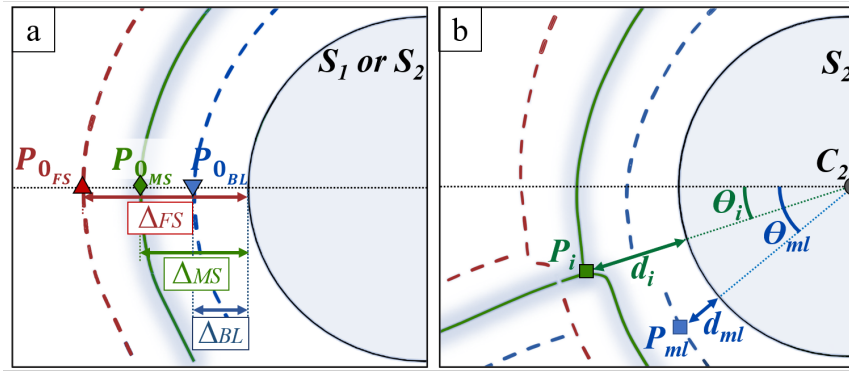 a
S₁ or S₂
P₀FS
P₀MS
P₀BL
ΔFS
ΔMS
ΔBL
b
S₂
C₂
Θi
Θml
Pi
di
Pml
dml